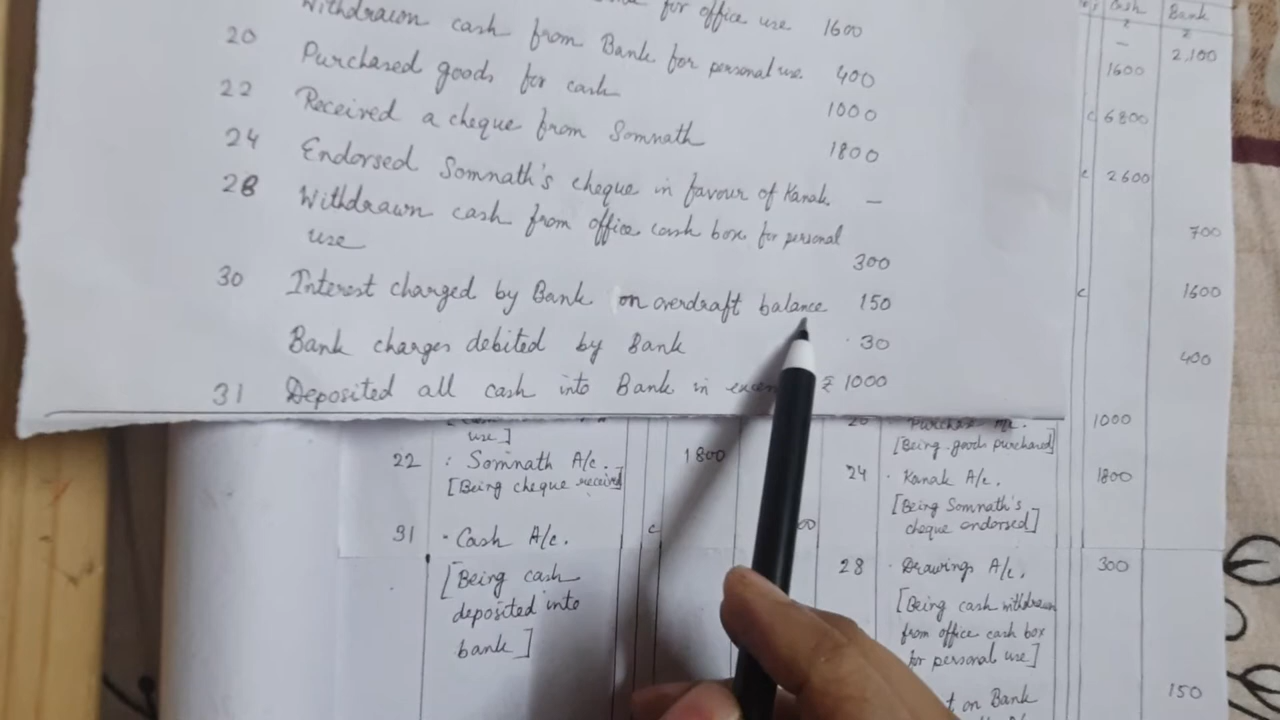 for office use 1600
Withdrawn cash from Bank for personal use. 400
20 Purchased goods for cash 1000
22 Received a cheque from Somnath 1800
24 Endorsed Somnath's cheque in favour of Kanak. —
28 Withdrawn cash from office cash box for personal
use 300
30 Interest charged by Bank on overdraft balance 150
Bank charges debited by Bank 30
31 Deposited all cash into Bank in ₹ 1000
Cash Bank
₹ ₹
— 2,100
1600
c 6800
c 2600
700
c 1600
400
use]
22 : Somnath A/c. 1800
[Being cheque received]
31 · Cash A/c. c
[Being cash
deposited into
bank]
1000
[Being goods purchased]
24 · Kanak A/c. 1800
[Being Somnath's
cheque endorsed]
28 · Drawings A/c. 300
[Being cash withdrawn
from office cash box
for personal use]
on Bank 150